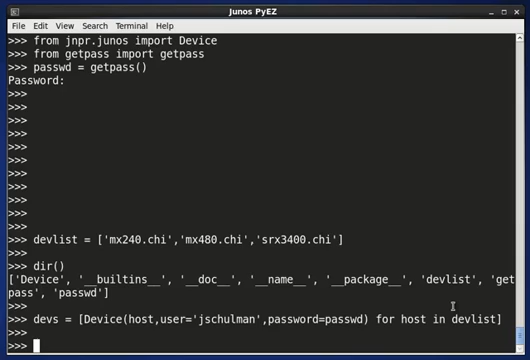 Junos PyEZ
File Edit View Search Terminal Help
>>> from jnpr.junos import Device
>>> from getpass import getpass
>>> passwd = getpass()
Password:
>>>
>>>
>>>
>>>
>>>
>>>
>>>
>>>
>>>
>>>
>>>
>>> devlist = ['mx240.chi','mx480.chi','srx3400.chi']
>>>
>>> dir()
['Device', '__builtins__', '__doc__', '__name__', '__package__', 'devlist', 'get
pass', 'passwd']
>>>
>>> devs = [Device(host,user='jschulman',password=passwd) for host in devlist]
>>>
>>>